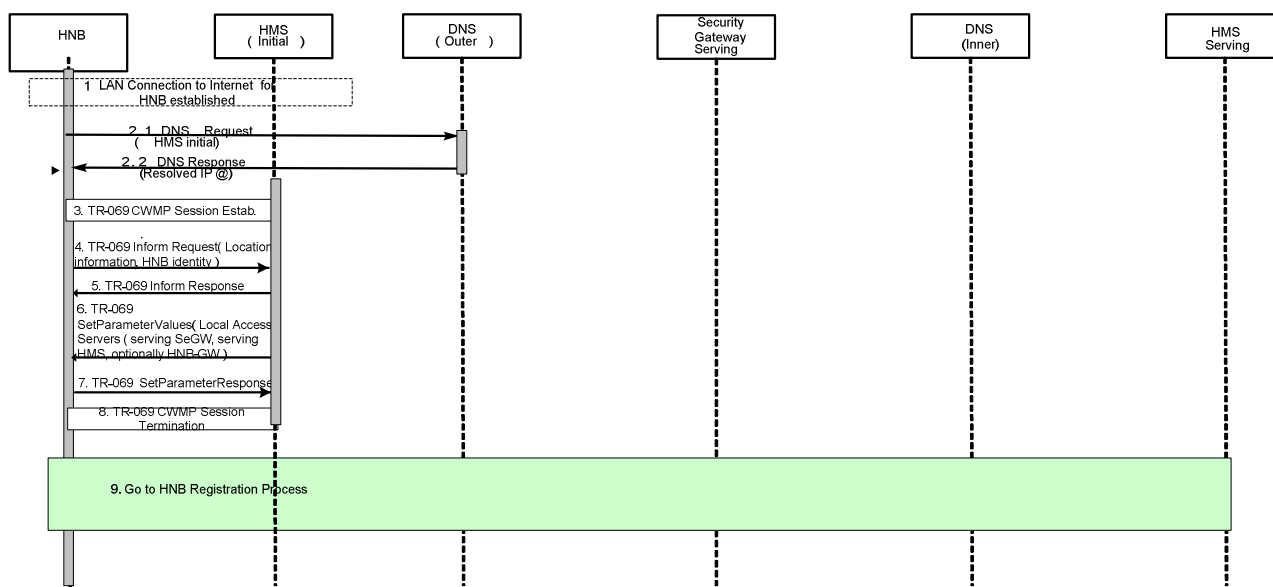 HNB
HMS
( Initial )
DNS
( Outer )
Security
Gateway
Serving
DNS
(Inner)
HMS
Serving
1 LAN Connection to Internet for
HNB established
2. 1. DNS Request
( HMS initial)
2. 2 DNS Response
(Resolved IP @)
3. TR-069 CWMP Session Estab.
4. TR-069 Inform Request( Location
information, HNB identity )
5. TR-069 Inform Response
6. TR-069
SetParameterValues( Local Access
Servers ( serving SeGW, serving
HMS, optionally HNB-GW )
7. TR-069 SetParameterResponse
8. TR-069 CWMP Session
Termination
9. Go to HNB Registration Process